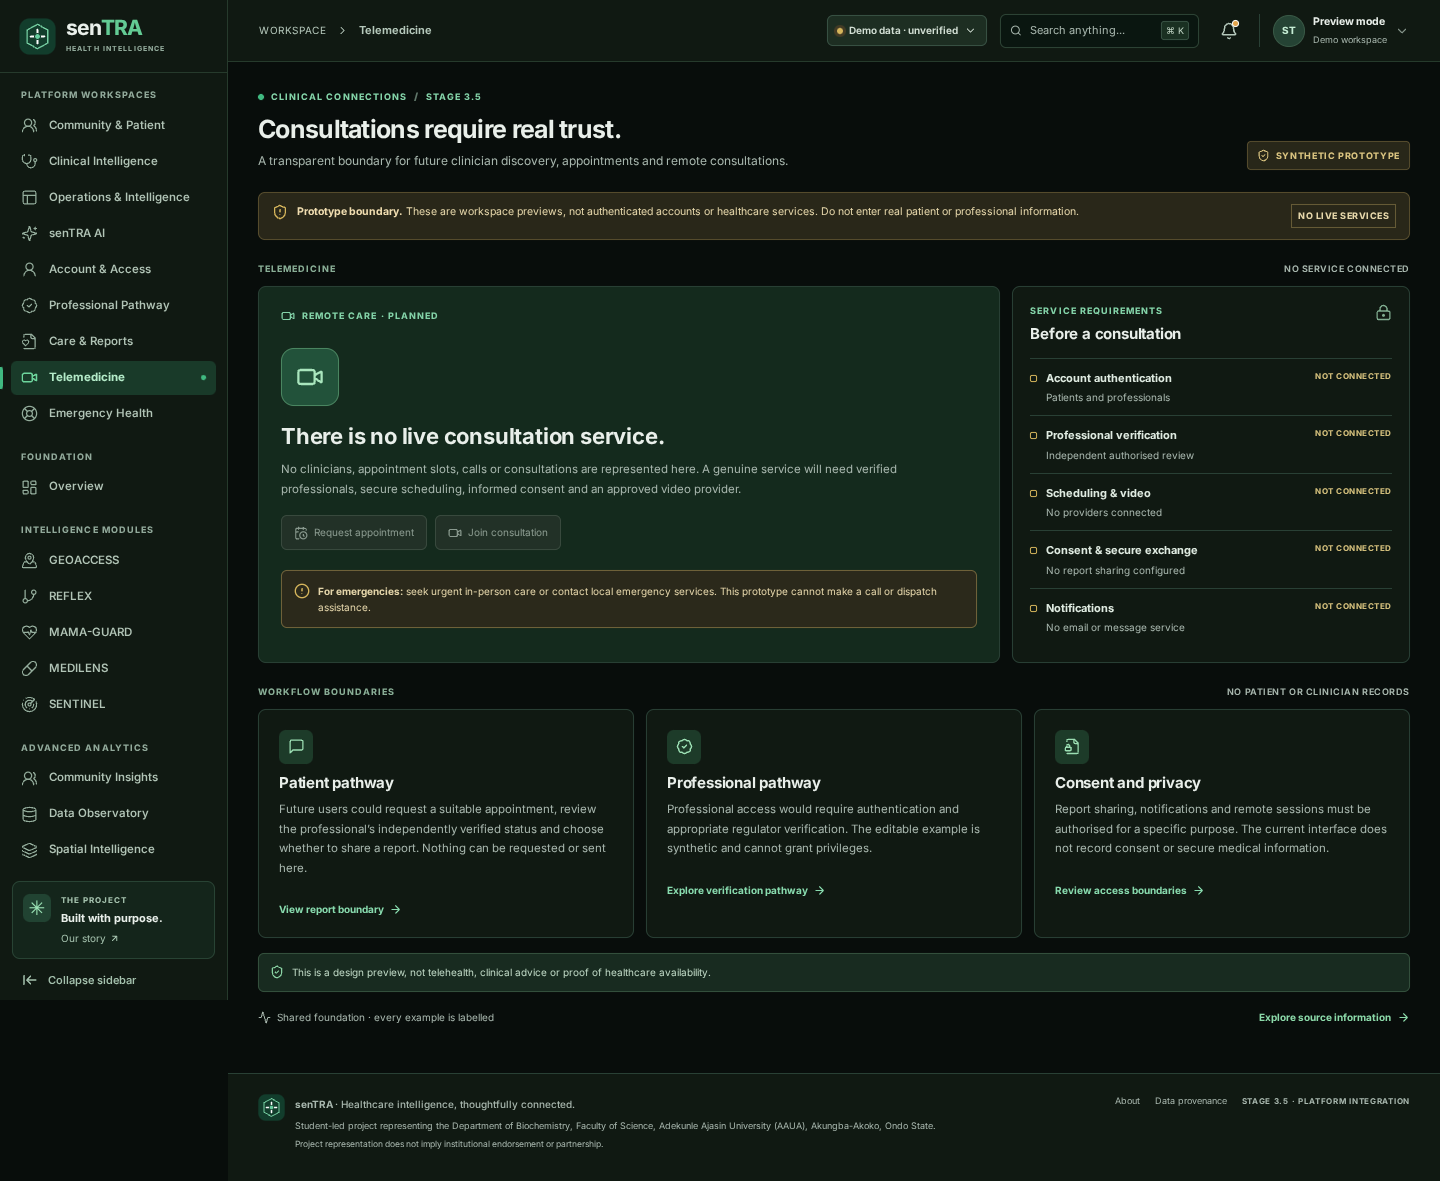 senTRA
HEALTH INTELLIGENCE
PLATFORM WORKSPACES
Community & Patient
Clinical Intelligence
Operations & Intelligence
senTRA AI
Account & Access
Professional Pathway
Care & Reports
Telemedicine
Emergency Health
FOUNDATION
Overview
INTELLIGENCE MODULES
GEOACCESS
REFLEX
MAMA-GUARD
MEDILENS
SENTINEL
ADVANCED ANALYTICS
Community Insights
Data Observatory
Spatial Intelligence
THE PROJECT
Built with purpose.
Our story
Collapse sidebar
WORKSPACE > Telemedicine
Demo data · unverified
Search anything...
⌘ K
ST
Preview mode
Demo workspace
CLINICAL CONNECTIONS / STAGE 3.5
Consultations require real trust.
A transparent boundary for future clinician discovery, appointments and remote consultations.
SYNTHETIC PROTOTYPE
Prototype boundary. These are workspace previews, not authenticated accounts or healthcare services. Do not enter real patient or professional information.
NO LIVE SERVICES
TELEMEDICINE
NO SERVICE CONNECTED
REMOTE CARE · PLANNED
There is no live consultation service.
No clinicians, appointment slots, calls or consultations are represented here. A genuine service will need verified
professionals, secure scheduling, informed consent and an approved video provider.
Request appointment
Join consultation
For emergencies: seek urgent in-person care or contact local emergency services. This prototype cannot make a call or dispatch
assistance.
SERVICE REQUIREMENTS
Before a consultation
Account authentication
NOT CONNECTED
Patients and professionals
Professional verification
NOT CONNECTED
Independent authorised review
Scheduling & video
NOT CONNECTED
No providers connected
Consent & secure exchange
NOT CONNECTED
No report sharing configured
Notifications
NOT CONNECTED
No email or message service
WORKFLOW BOUNDARIES
NO PATIENT OR CLINICIAN RECORDS
Patient pathway
Future users could request a suitable appointment, review
the professional's independently verified status and choose
whether to share a report. Nothing can be requested or sent
here.
View report boundary
Professional pathway
Professional access would require authentication and
appropriate regulator verification. The editable example is
synthetic and cannot grant privileges.
Explore verification pathway
Consent and privacy
Report sharing, notifications and remote sessions must be
authorised for a specific purpose. The current interface does
not record consent or secure medical information.
Review access boundaries
This is a design preview, not telehealth, clinical advice or proof of healthcare availability.
Shared foundation · every example is labelled
Explore source information
senTRA · Healthcare intelligence, thoughtfully connected.
Student-led project representing the Department of Biochemistry, Faculty of Science, Adekunle Ajasin University (AAUA), Akungba-Akoko, Ondo State.
Project representation does not imply institutional endorsement or partnership.
About
Data provenance
STAGE 3.5 · PLATFORM INTEGRATION